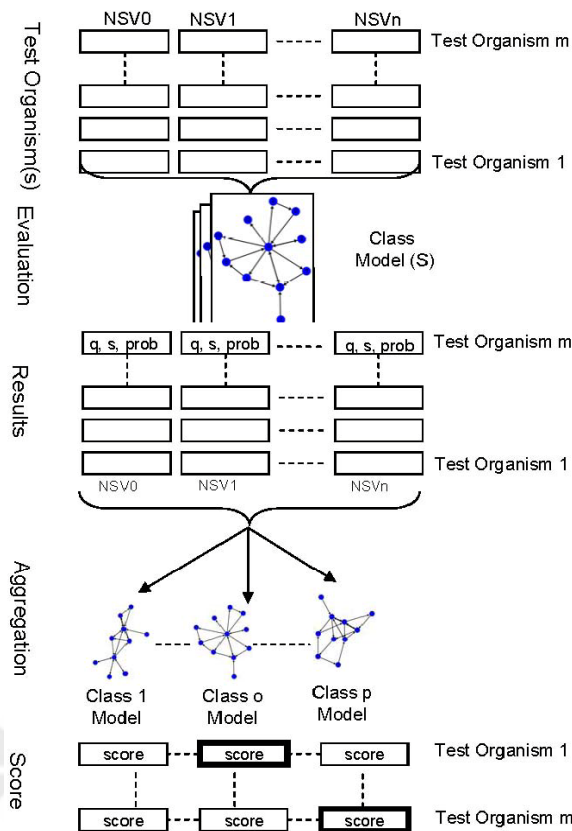 NSV0 NSV1 NSVn
Test Organism m
Test Organism(s)
Test Organism 1
Evaluation
Class
Model (S)
q, s, prob q, s, prob q, s, prob
Test Organism m
Results
Test Organism 1
NSV0 NSV1 NSVn
Aggregation
Class 1
Model
Class o
Model
Class p
Model
Score
score score score
Test Organism 1
score score score
Test Organism m